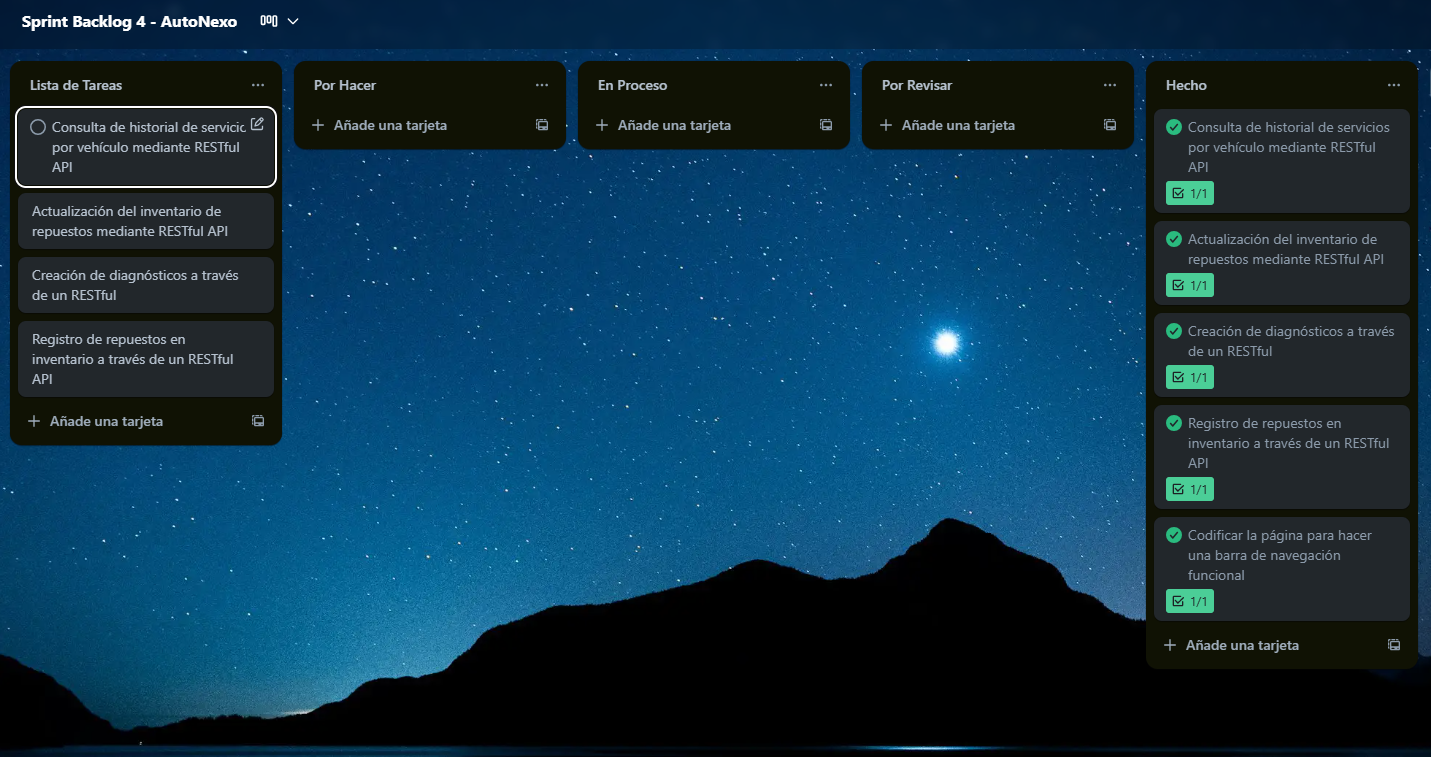 Sprint Backlog 4 - AutoNexo
Lista de Tareas
Consulta de historial de servicic
por vehículo mediante RESTful
API
Actualización del inventario de
repuestos mediante RESTful API
Creación de diagnósticos a través
de un RESTful
Registro de repuestos en
inventario a través de un RESTful
API
Añade una tarjeta
Por Hacer
Añade una tarjeta
En Proceso
Añade una tarjeta
Por Revisar
Añade una tarjeta
Hecho
Consulta de historial de servicios
por vehículo mediante RESTful
API
1/1
Actualización del inventario de
repuestos mediante RESTful API
1/1
Creación de diagnósticos a través
de un RESTful
1/1
Registro de repuestos en
inventario a través de un RESTful
API
1/1
Codificar la página para hacer
una barra de navegación
funcional
1/1
Añade una tarjeta